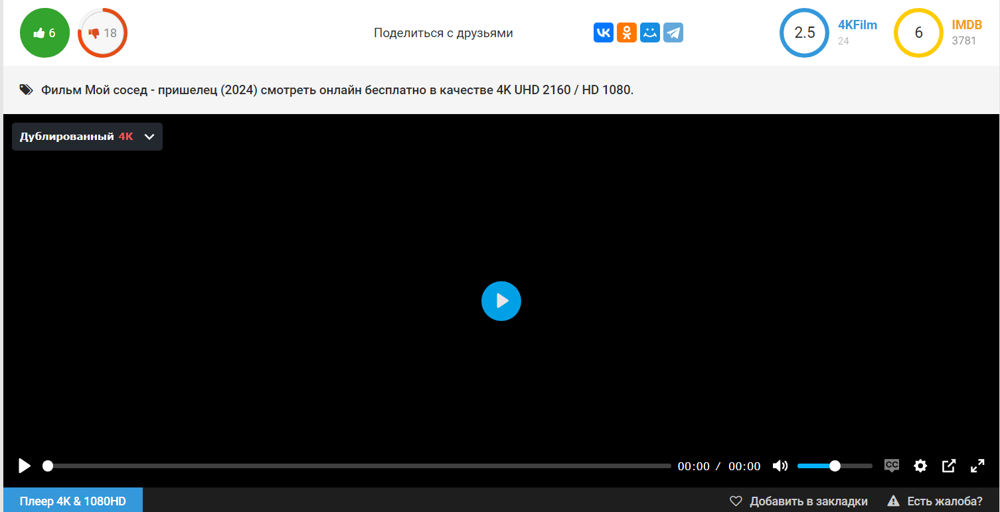 6
18
Поделиться с друзьями
2.5
4KFilm
24
6
IMDB
3781
Фильм Мой сосед - пришелец (2024) смотреть онлайн бесплатно в качестве 4K UHD 2160 / HD 1080.
Дублированный 4K
00:00 / 00:00
CC
Плеер 4K & 1080HD
Добавить в закладки
Есть жалоба?